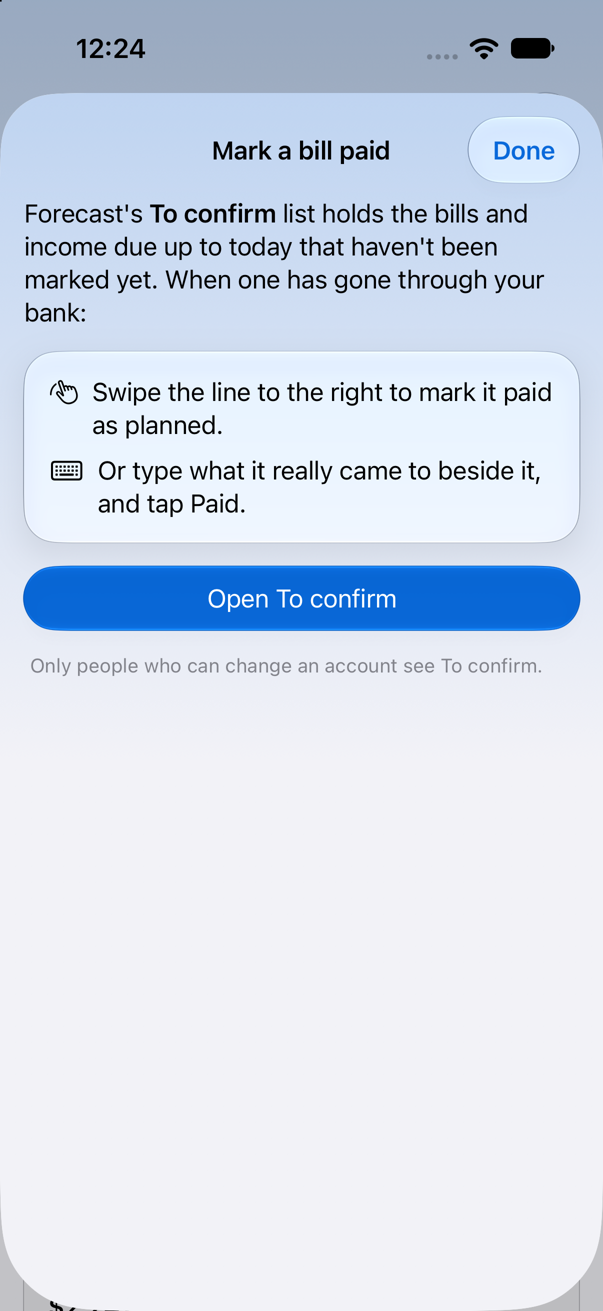 12:24
Mark a bill paid
Done
Forecast's To confirm list holds the bills and
income due up to today that haven't been
marked yet. When one has gone through your
bank:
Swipe the line to the right to mark it paid
as planned.
Or type what it really came to beside it,
and tap Paid.
Open To confirm
Only people who can change an account see To confirm.